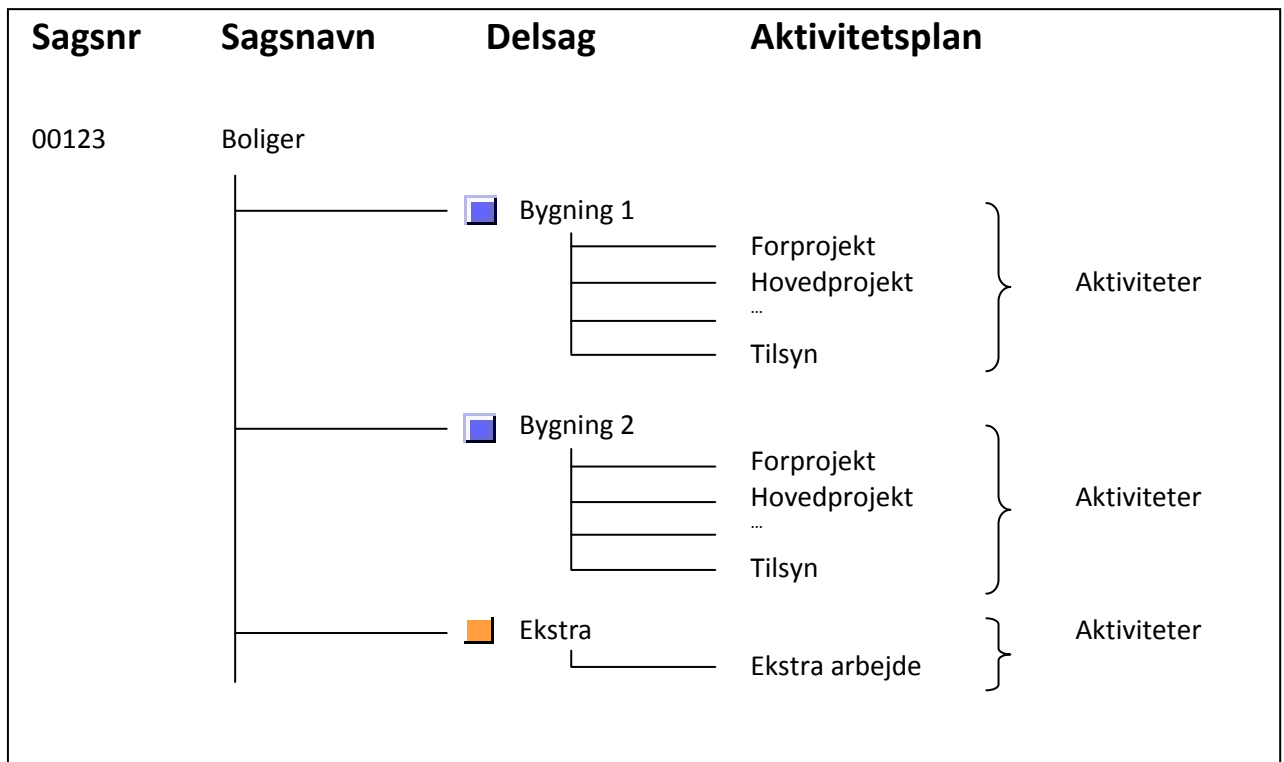 Sagsnr Sagsnavn Delsag Aktivitetsplan
00123 Boliger
Bygning 1
Forprojekt
Hovedprojekt Aktiviteter
...
Tilsyn
Bygning 2
Forprojekt
Hovedprojekt Aktiviteter
...
Tilsyn
Ekstra Aktiviteter
Ekstra arbejde